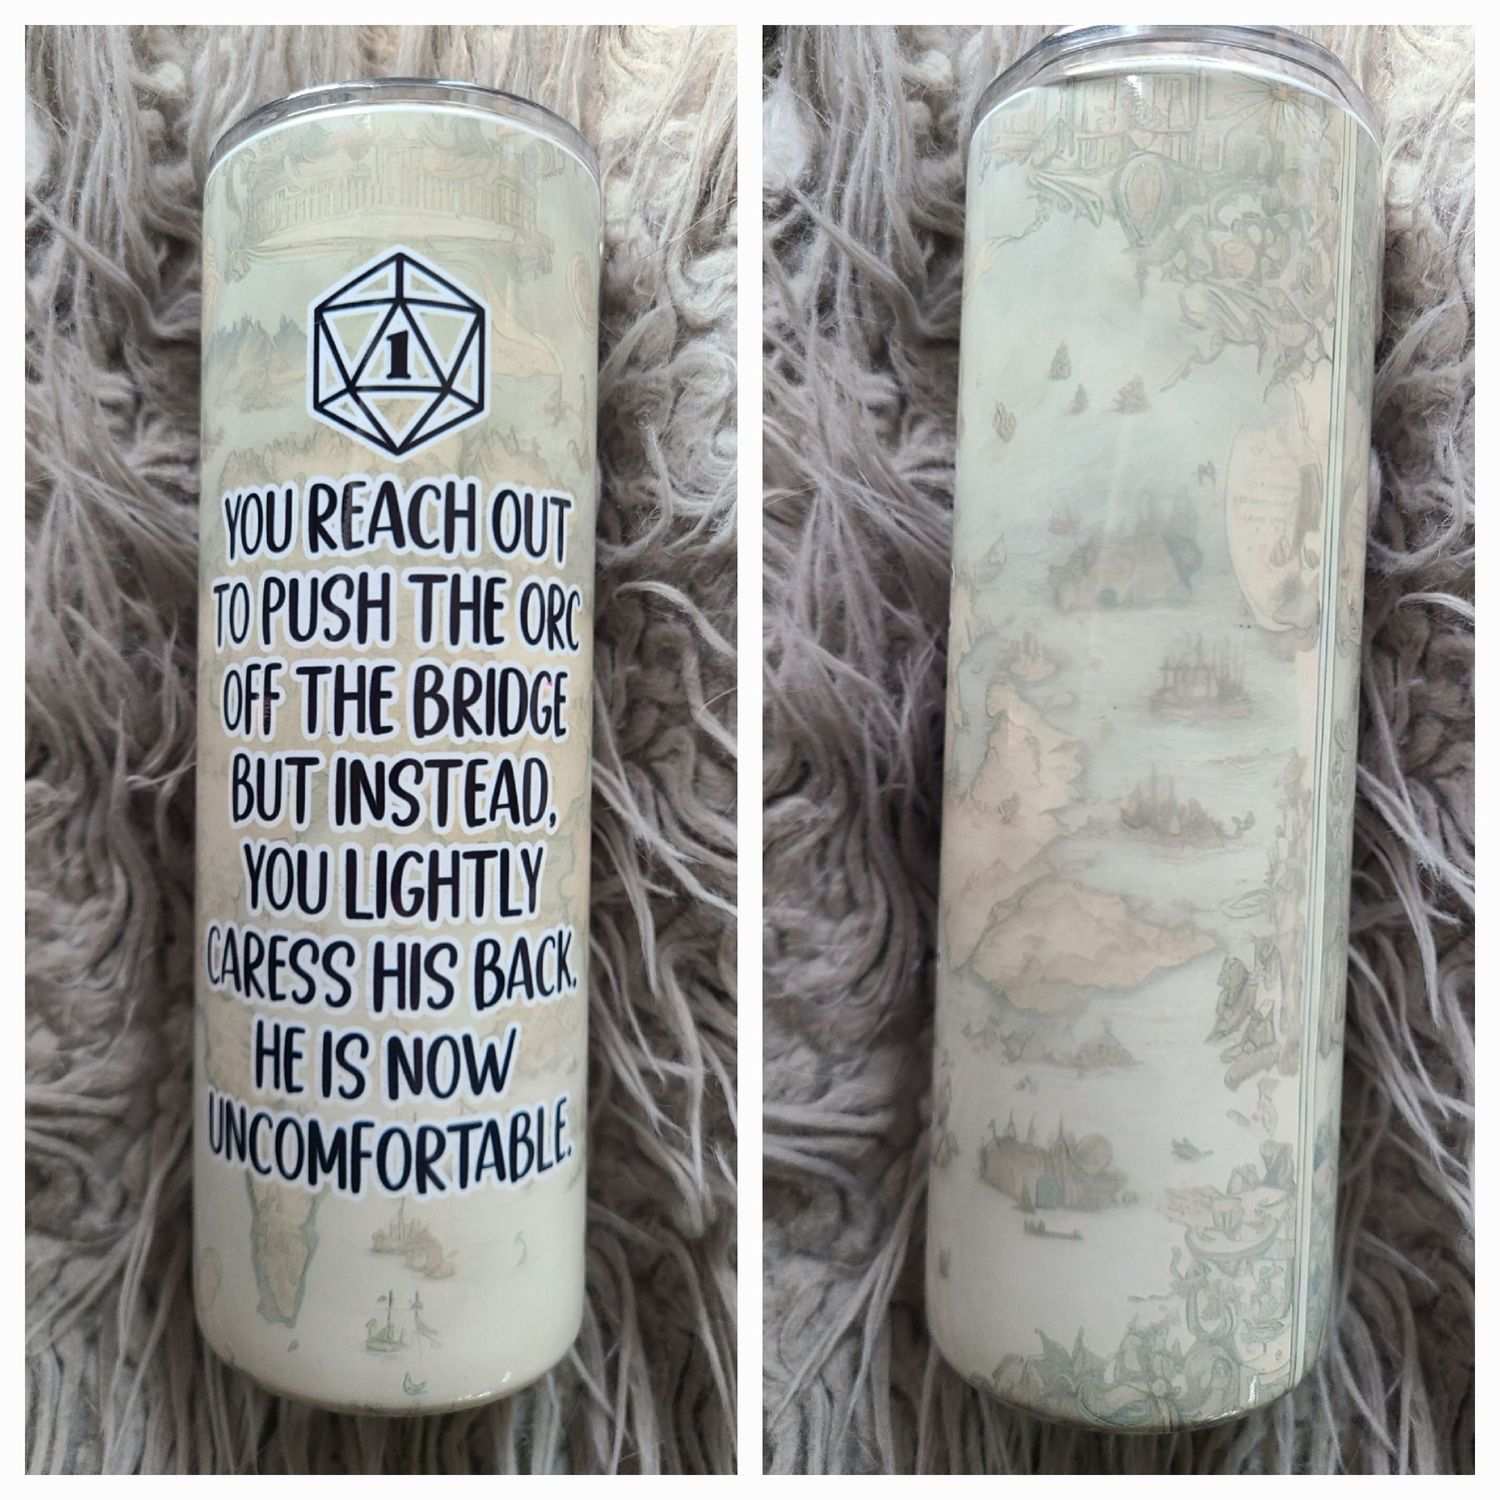 1
YOU REACH OUT
TO PUSH THE ORC
OFF THE BRIDGE
BUT INSTEAD,
YOU LIGHTLY
CARESS HIS BACK.
HE IS NOW
UNCOMFORTABLE.